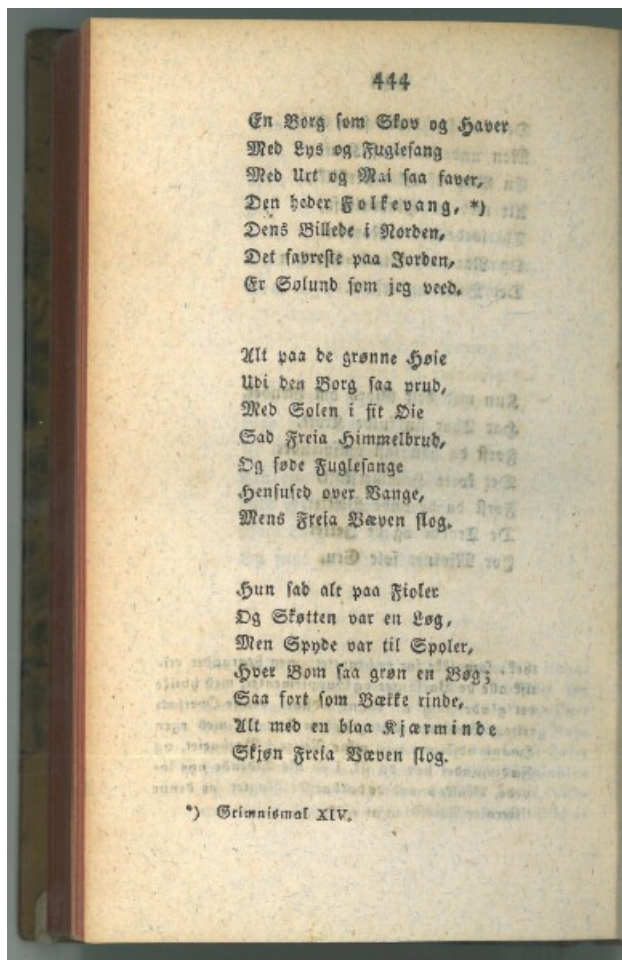 444
En Borg som Skov og Haver
Med Lys og Fuglesang
Med Urt og Mai saa faver,
Den heder Folkevang, *)
Dens Billede i Norden,
Det favreste paa Jorden,
Er Sølund som jeg veed.
Alt paa de grønne Høie
Udi den Borg saa prud,
Med Solen i sit Øie
Sad Freia Himmelbrud,
Og søde Fuglesange
Hensused over Vange,
Mens Freia Væven slog.
Hun sad alt paa Fioler
Og Skøtten var en Løg,
Men Spyde var til Spoler,
Hver Bom saa grøn en Bøg;
Saa fort som Bække rinde,
Alt med en blaa Kjærminde
Skjøn Freia Væven slog.
*) Grimnismal XIV.